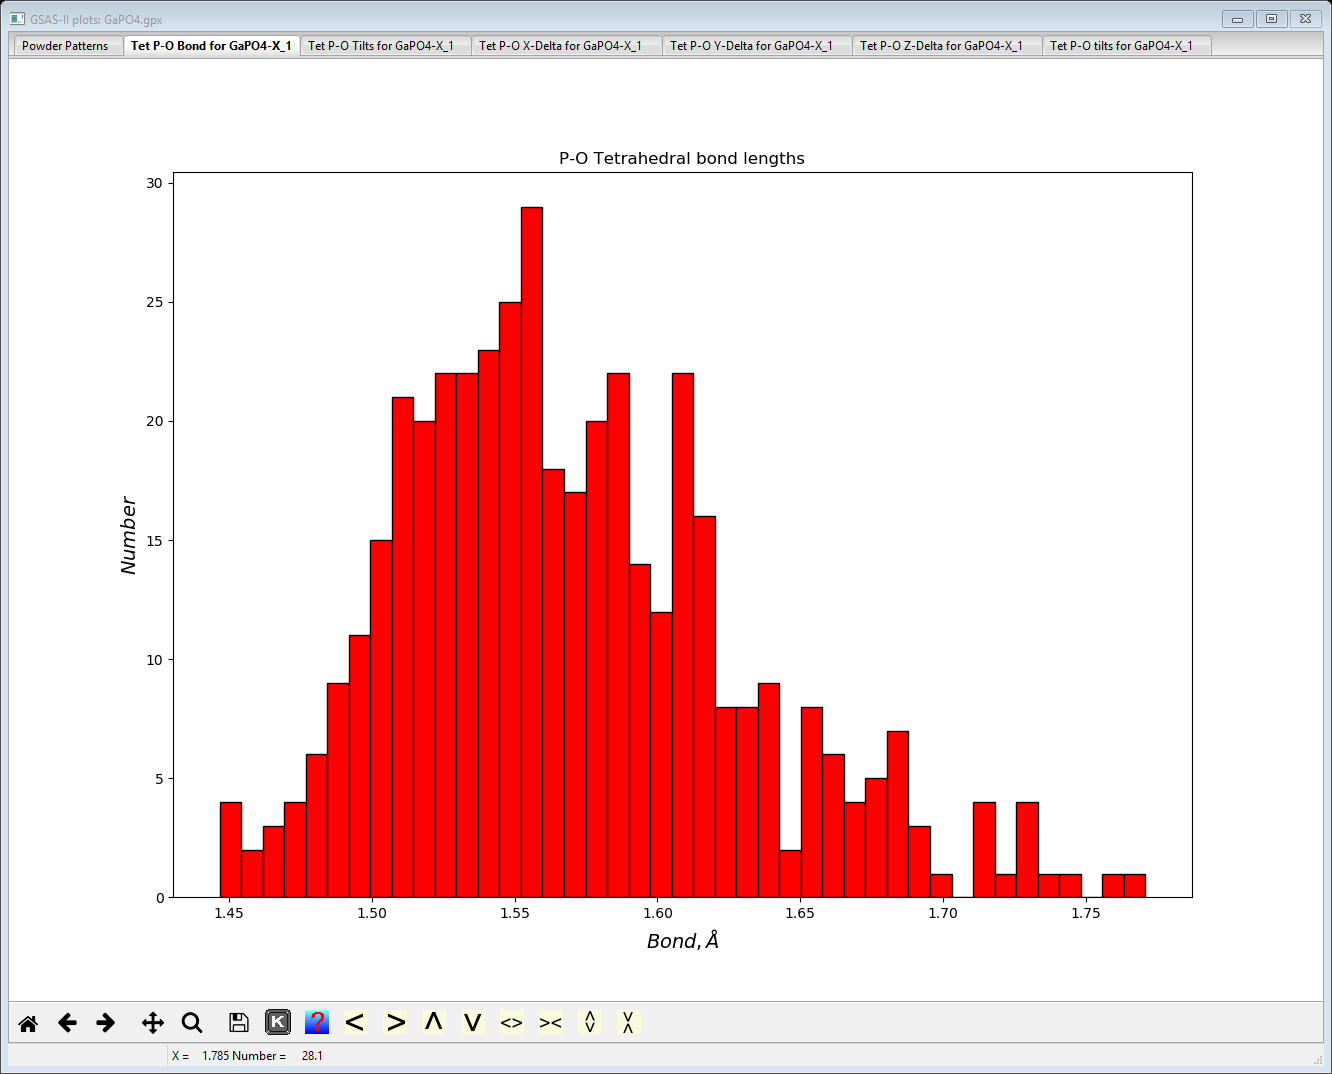 GSAS-II plots: GaPO4.gpx
Powder Patterns
Tet P-O Bond for GaPO4-X_1
Tet P-O Tilts for GaPO4-X_1
Tet P-O X-Delta for GaPO4-X_1
Tet P-O Y-Delta for GaPO4-X_1
Tet P-O Z-Delta for GaPO4-X_1
Tet P-O tilts for GaPO4-X_1
P-O Tetrahedral bond lengths
30
25
20
15
10
5
0
Number
1.45
1.50
1.55
1.60
1.65
1.70
1.75
Bond, Å
K
?
< > Λ V <> ><
X = 1.785 Number = 28.1